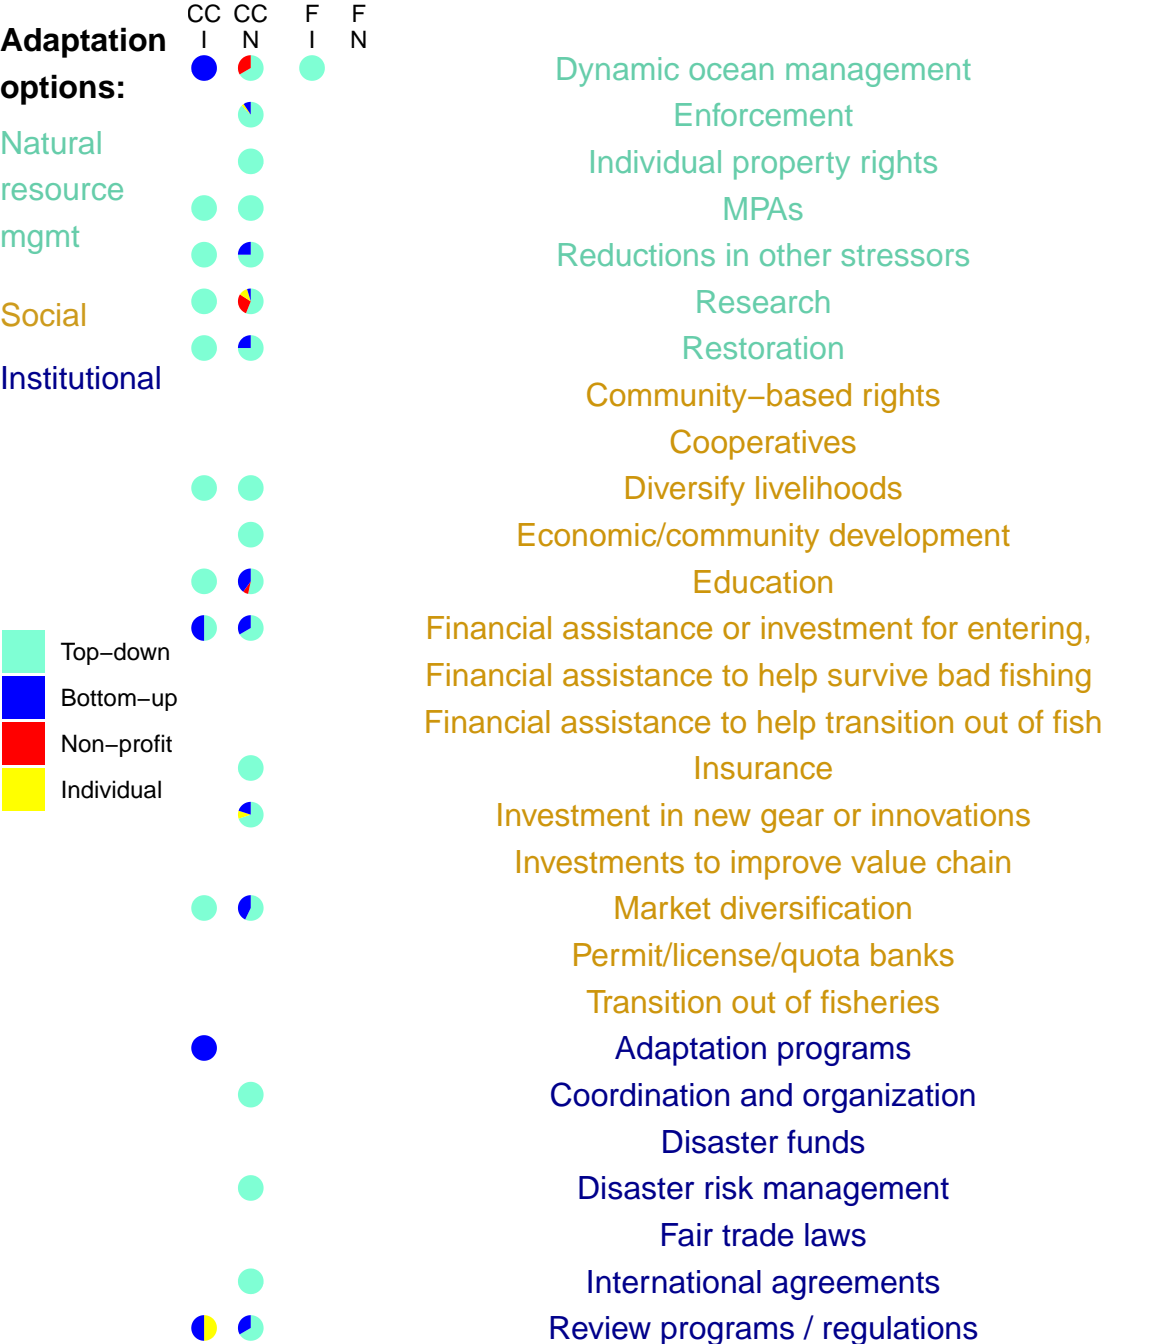 CC CC F F
I N I N
Adaptation
options:
Natural
resource
mgmt
Social
Institutional
Top−down
Bottom−up
Non−profit
Individual
Dynamic ocean management
Enforcement
Individual property rights
MPAs
Reductions in other stressors
Research
Restoration
Community−based rights
Cooperatives
Diversify livelihoods
Economic/community development
Education
Financial assistance or investment for entering,
Financial assistance to help survive bad fishing
Financial assistance to help transition out of fish
Insurance
Investment in new gear or innovations
Investments to improve value chain
Market diversification
Permit/license/quota banks
Transition out of fisheries
Adaptation programs
Coordination and organization
Disaster funds
Disaster risk management
Fair trade laws
International agreements
Review programs / regulations